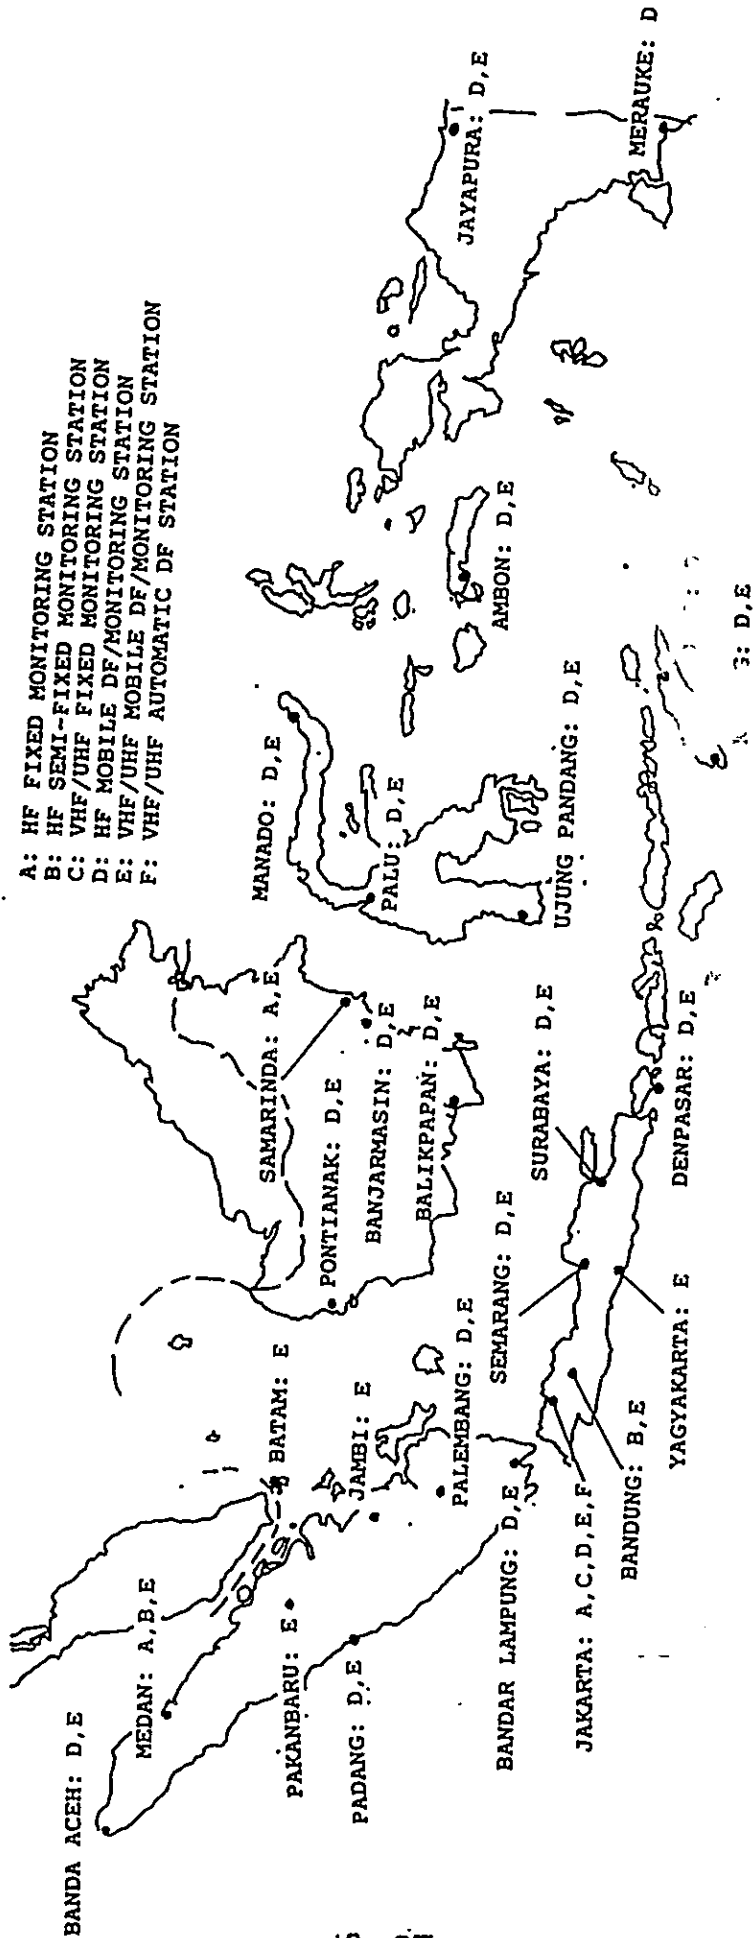 A: HF FIXED MONITORING STATION
B: HF SEMI-FIXED MONITORING STATION
C: VHF/UHF FIXED MONITORING STATION
D: HF MOBILE DF/MONITORING STATION
E: VHF/UHF MOBILE DF/MONITORING STATION
F: VHF/UHF AUTOMATIC DF STATION
BANDA ACEH: D,E
MEDAN: A,B,E
PAKANBARU: E
PADANG: D,E
BATAM: E
JAMBI: E
PALEMBANG: D,E
BANDAR LAMPUNG: D,E
JAKARTA: A,C,D,E,F
BANDUNG: B,E
YAGYAKARTA: E
SEMARANG: D,E
SURABAYA: D,E
DENPASAR: D,E
SAMARINDA: A,E
PONTIANAK: D,E
BANJARMASIN: D,E
BALIKPAPAN: D,E
MANADO: D,E
PALU: D,E
UJUNG PANDANG: D,E
AMBON: D,E
JAYAPURA: D,E
MERAUKE: D
G: D,E